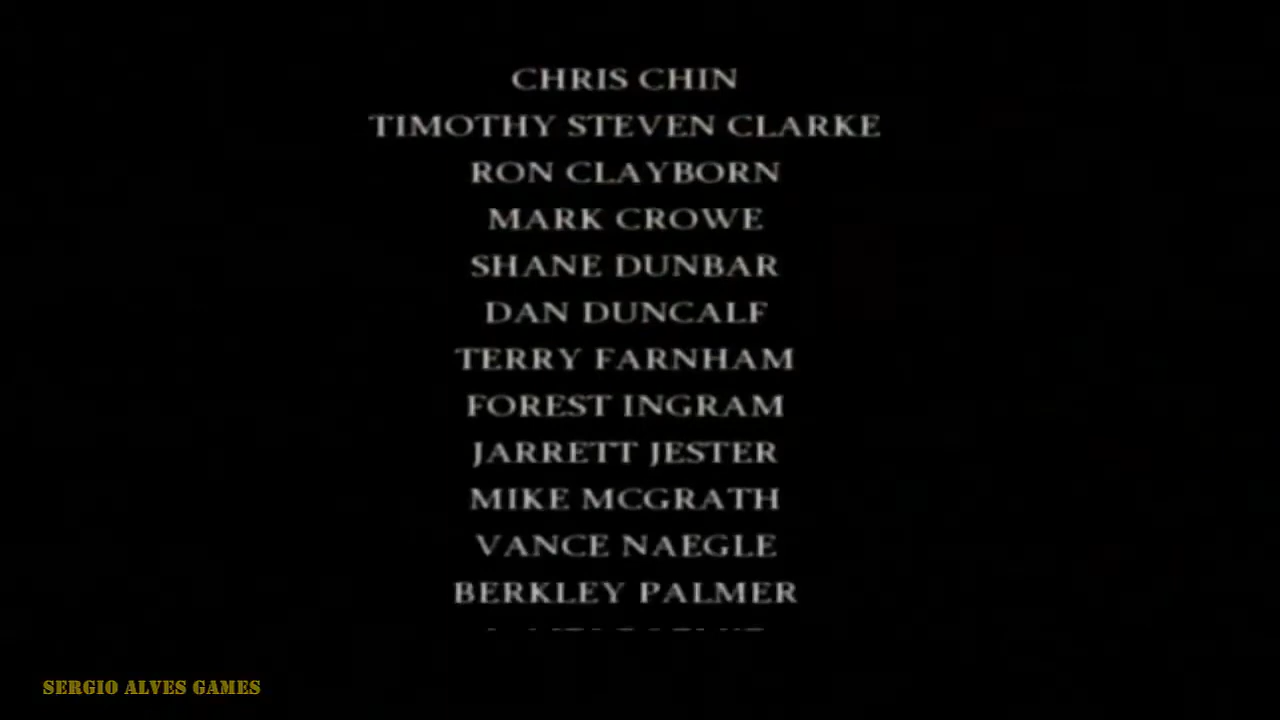 CHRIS CHIN
TIMOTHY STEVEN CLARKE
RON CLAYBORN
MARK CROWE
SHANE DUNBAR
DAN DUNCALF
TERRY FARNHAM
FOREST INGRAM
JARRETT JESTER
MIKE MCGRATH
VANCE NAEGLE
BERKLEY PALMER
SERGIO ALVES GAMES